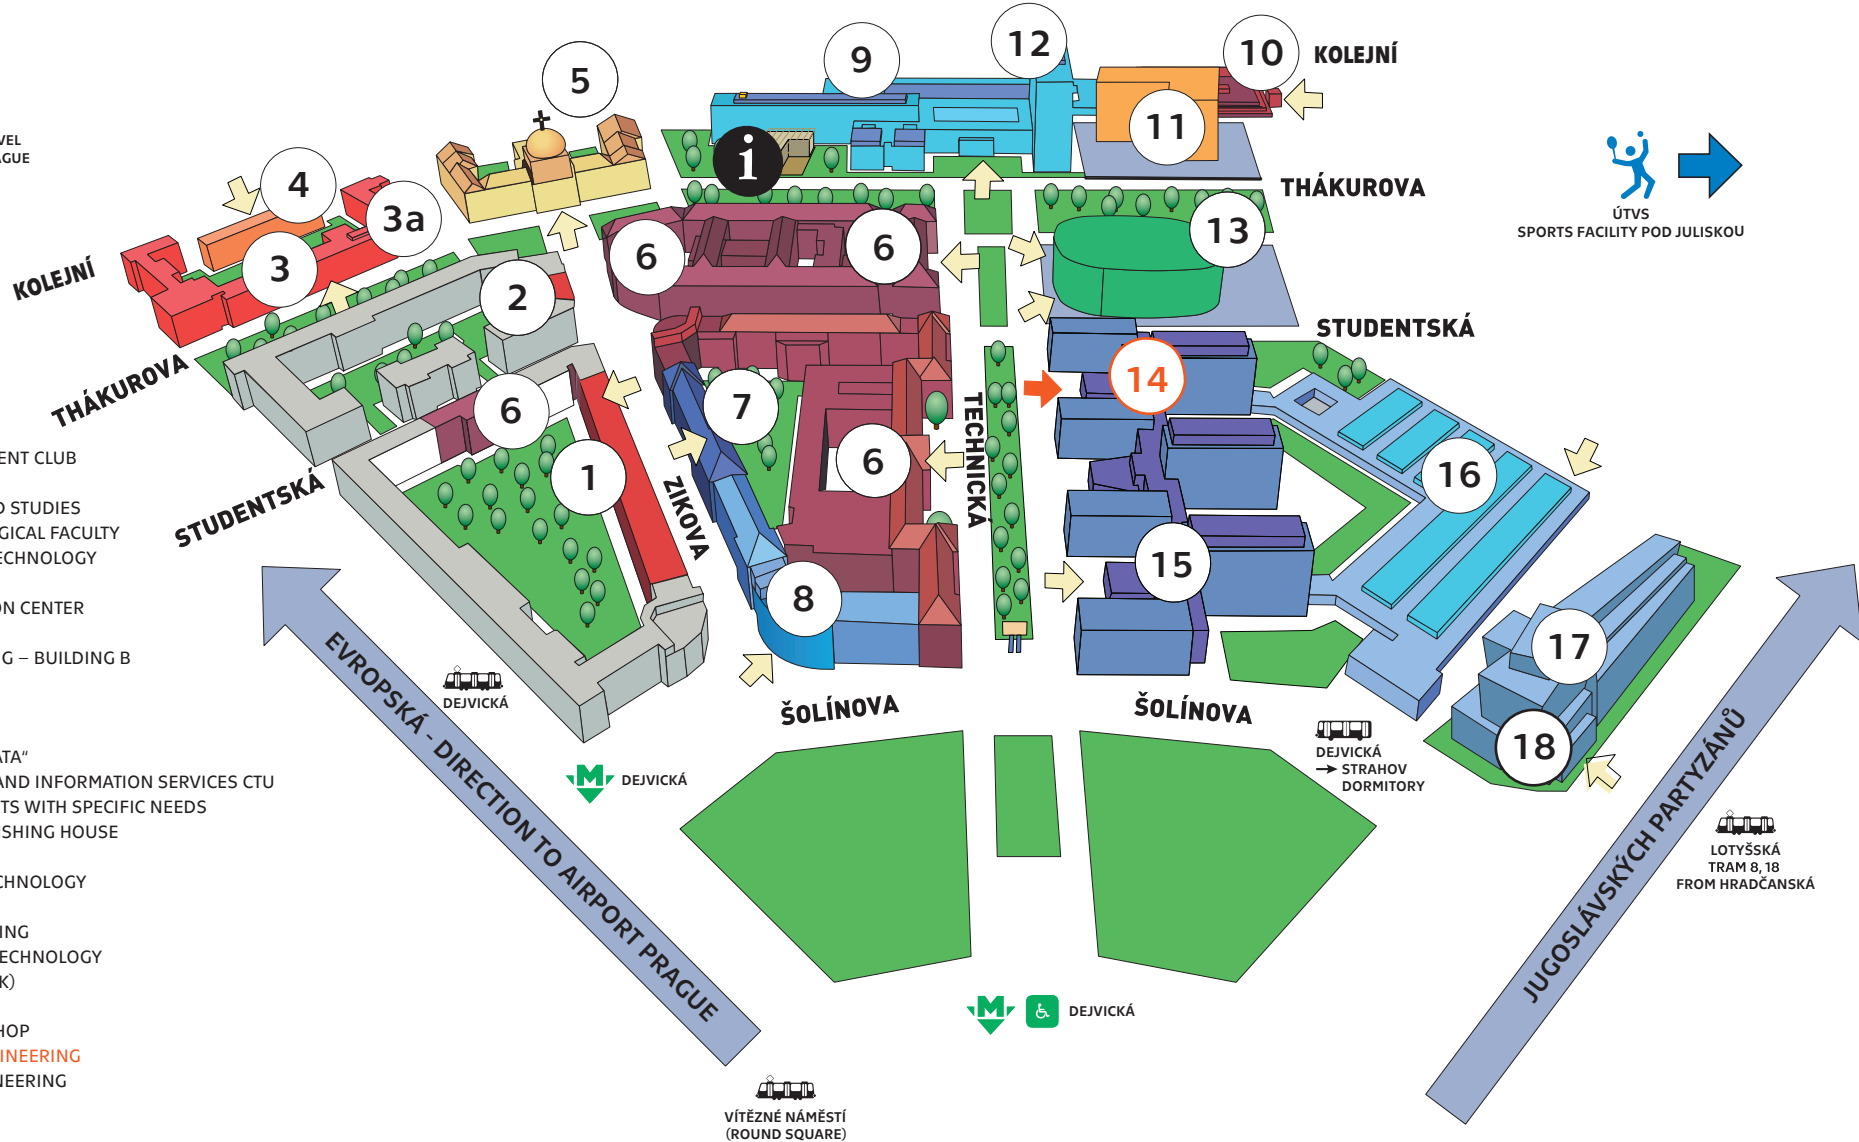 VEL
AGUE
ENT CLUB
D STUDIES
GICAL FACULTY
ECHNOLOGY
ON CENTER
G – BUILDING B
ATA“
AND INFORMATION SERVICES CTU
TS WITH SPECIFIC NEEDS
ISHING HOUSE
CHNOLOGY
ING
ECHNOLOGY
K)
HOP
INEERING
NEERING
5
9
12
10
KOLEJNÍ
11
i
4
3a
3
KOLEJNÍ
THÁKUROVA
ÚTVS
SPORTS FACILITY POD JULISKOU
6
6
13
2
STUDENTSKÁ
THÁKUROVA
14
7
6
TECHNICKÁ
6
1
16
STUDENTSKÁ
ZIKOVA
15
8
17
18
EVROPSKÁ - DIRECTION TO AIRPORT PRAGUE
DEJVICKÁ
ŠOLÍNOVA
ŠOLÍNOVA
DEJVICKÁ
→ STRAHOV
DORMITORY
M
DEJVICKÁ
JUGOSLÁVSKÝCH PARTYZÁNŮ
LOTYŠSKÁ
TRAM 8, 18
FROM HRADČANSKÁ
M
DEJVICKÁ
VÍTĚZNÉ NÁMĚSTÍ
(ROUND SQUARE)